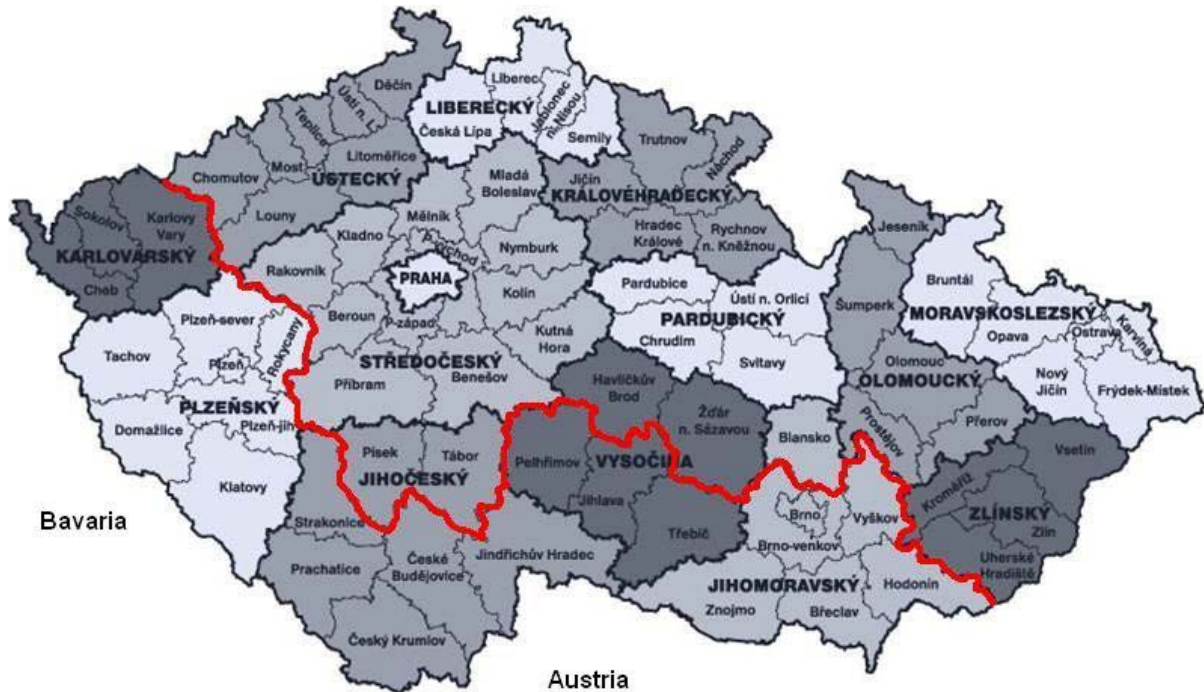 Děčín
Liberec
Ústí n. L.
Teplice
LIBERECKÝ
Jablonec
n. Nisou
Česká Lípa
Semily
Trutnov
Náchod
Most
Litoměřice
Chomutov
ÚSTECKÝ
Mladá
Boleslav
Jičín
KRÁLOVÉHRADECKÝ
Louny
Mělník
Hradec
Králové
Rychnov
n. Kněžnou
Sokolov
Karlovy
Vary
KARLOVARSKÝ
Cheb
Kladno
P-východ
Nymburk
Jeseník
Rakovník
PRAHA
Kolín
Pardubice
Ústí n. Orlicí
Šumperk
Bruntál
MORAVSKOSLEZSKÝ
Karviná
Ostrava
Opava
Plzeň-sever
Rokycany
Beroun
P-západ
Kutná
Hora
PARDUBICKÝ
Chrudim
Svitavy
Tachov
Plzeň
STŘEDOČESKÝ
Příbram
Benešov
Havlíčkův
Brod
Olomouc
OLOMOUCKÝ
Nový
Jičín
Frýdek-Místek
PLZEŇSKÝ
Domažlice
Plzeň-jih
Žďár
n. Sázavou
Prostějov
Přerov
Blansko
Vsetín
Písek
Tábor
JIHOČESKÝ
Pelhřimov
VYSOČINA
Klatovy
Jihlava
Kroměříž
ZLÍNSKÝ
Zlín
Bavaria
Strakonice
Třebíč
Brno
Vyškov
Brno-venkov
Jindřichův Hradec
České
Budějovice
Prachatice
Uherské
Hradiště
JIHOMORAVSKÝ
Hodonín
Znojmo
Břeclav
Český Krumlov
Austria